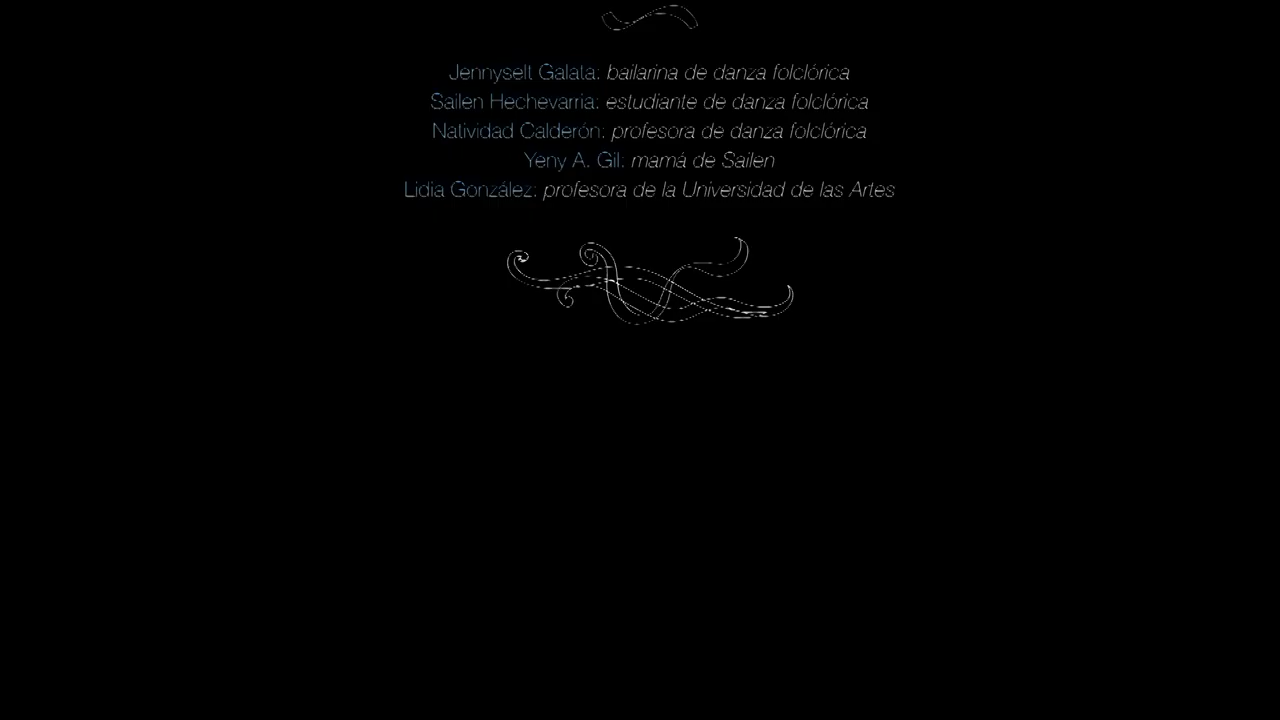 Jennyselt Galata: bailarina de danza folclórica
Sailen Hechevarria: estudiante de danza folclórica
Natividad Calderón: profesora de danza folclórica
Yeny A. Gil: mamá de Sailen
Lidia González: profesora de la Universidad de las Artes